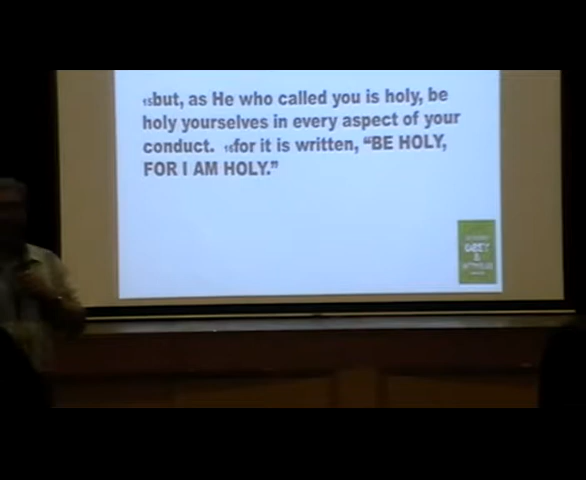 15but, as He who called you is holy, be
holy yourselves in every aspect of your
conduct. 16for it is written, “BE HOLY,
FOR I AM HOLY.”
OBEY
&